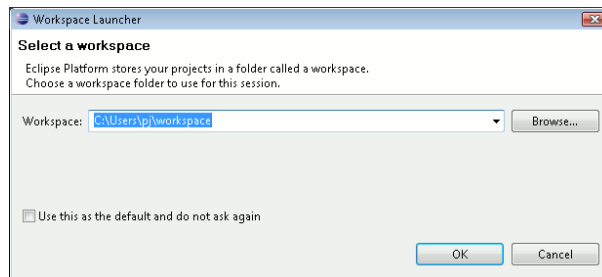 Workspace Launcher
Select a workspace
Eclipse Platform stores your projects in a folder called a workspace.
Choose a workspace folder to use for this session.
Workspace: C:\Users\pj\workspace Browse...
Use this as the default and do not ask again
OK Cancel